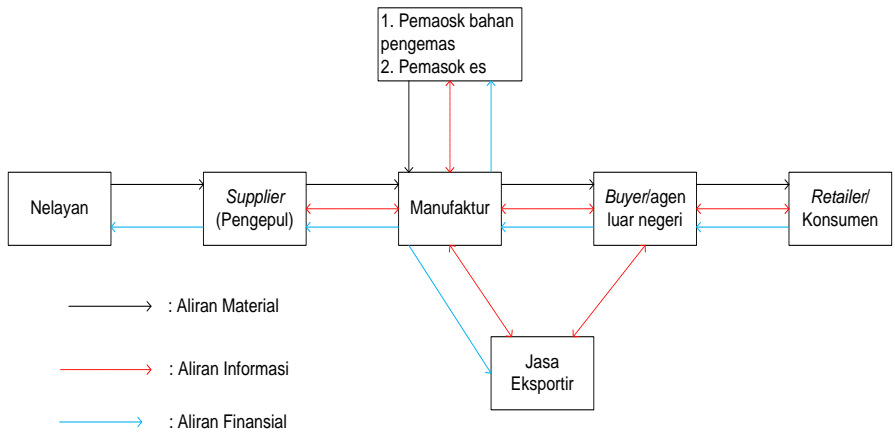 1. Pemaosk bahan
pengemas
2. Pemasok es
Nelayan
Supplier
(Pengepul)
Manufaktur
Buyer/agen
luar negeri
Retailer/
Konsumen
: Aliran Material
: Aliran Informasi
: Aliran Finansial
Jasa
Eksportir